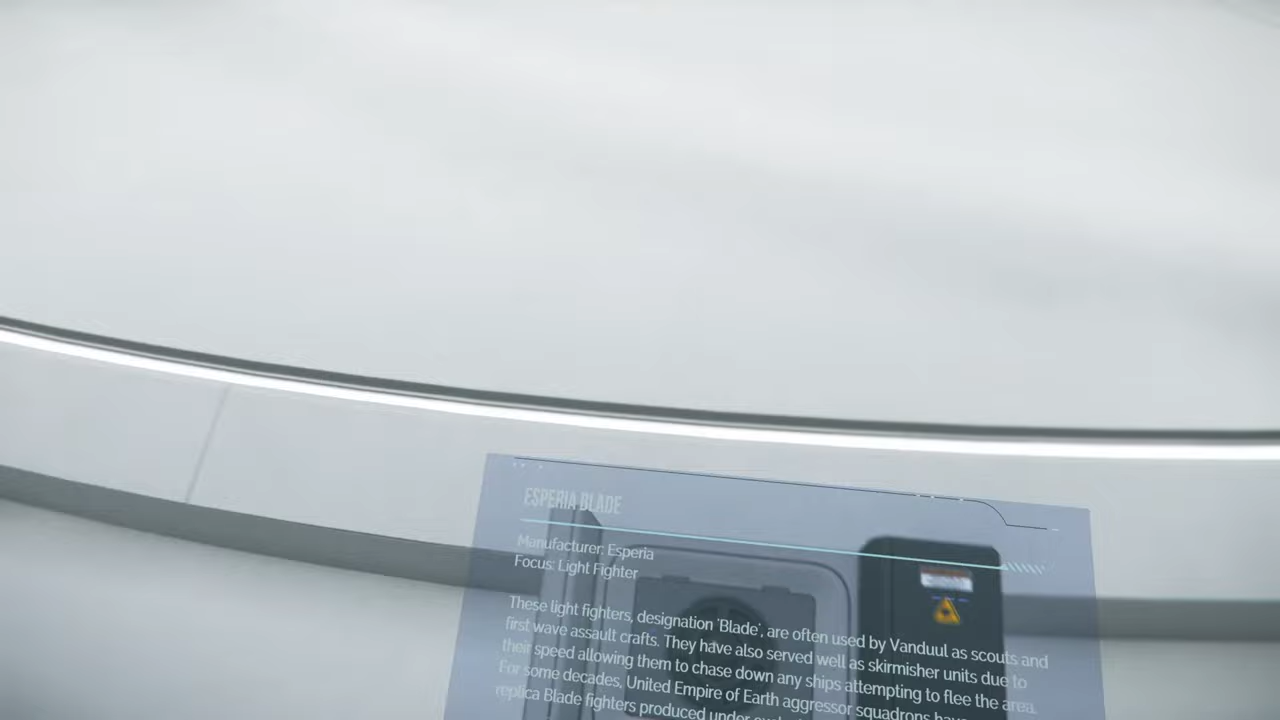 ESPERIA BLADE
Manufacturer: Esperia
Focus: Light Fighter
These light fighters, designation 'Blade', are often used by Vanduul as scouts and
first wave assault crafts. They have also served well as skirmisher units due to
their speed allowing them to chase down any ships attempting to flee the area.
For some decades, United Empire of Earth aggressor squadrons have
replica Blade fighters produced under